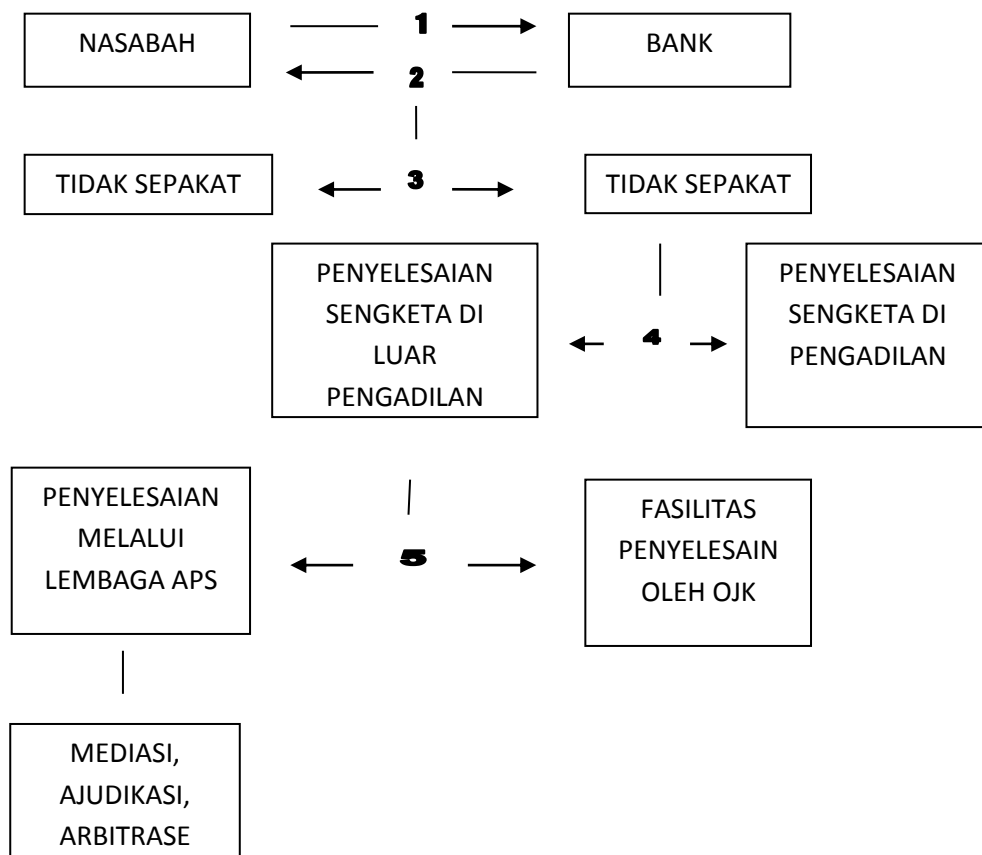 NASABAH
1
BANK
2
TIDAK SEPAKAT
3
TIDAK SEPAKAT
PENYELESAIAN
SENGKETA DI
LUAR
PENGADILAN
4
PENYELESAIAN
SENGKETA DI
PENGADILAN
PENYELESAIAN
MELALUI
LEMBAGA APS
5
FASILITAS
PENYELESAIN
OLEH OJK
MEDIASI,
AJUDIKASI,
ARBITRASE